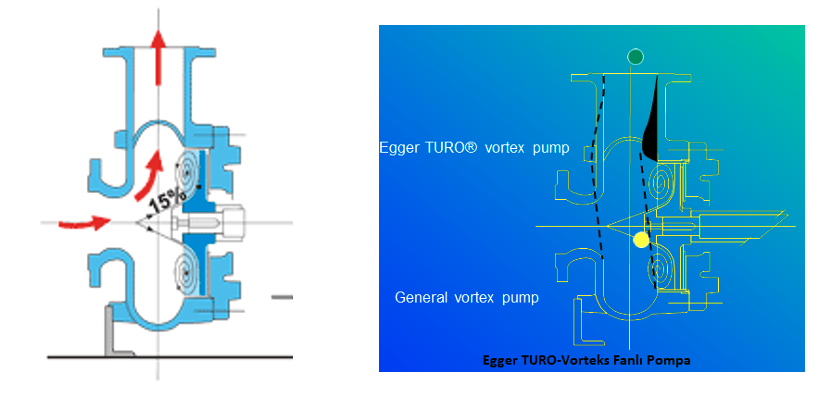 15%
Egger TURO® vortex pump
General vortex pump
Egger TURO-Vorteks Fanlı Pompa